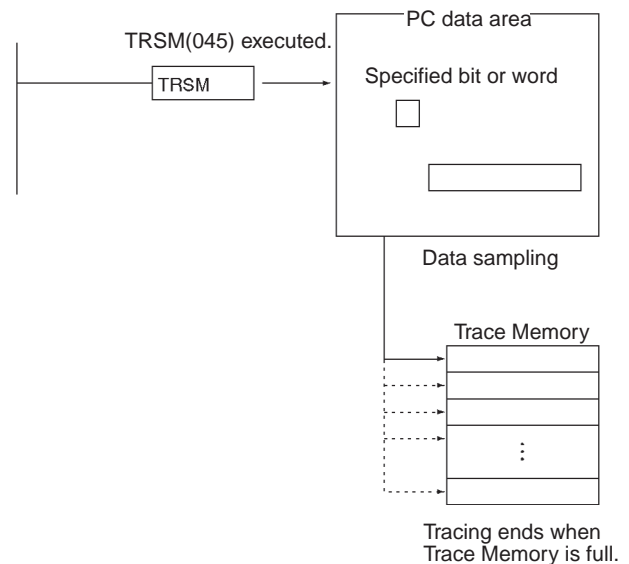 PC data area
TRSM(045) executed.
Specified bit or word
TRSM
Data sampling
Trace Memory
Tracing ends when
Trace Memory is full.